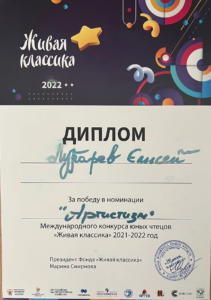 Живая
классика
2022
ДИПЛОМ
Лугарев Елисей
За победу в номинации
"Артистизм"
Международного конкурса юных чтецов
«Живая классика» 2021-2022 год
Президент Фонда «Живая классика»
Марина Смирнова